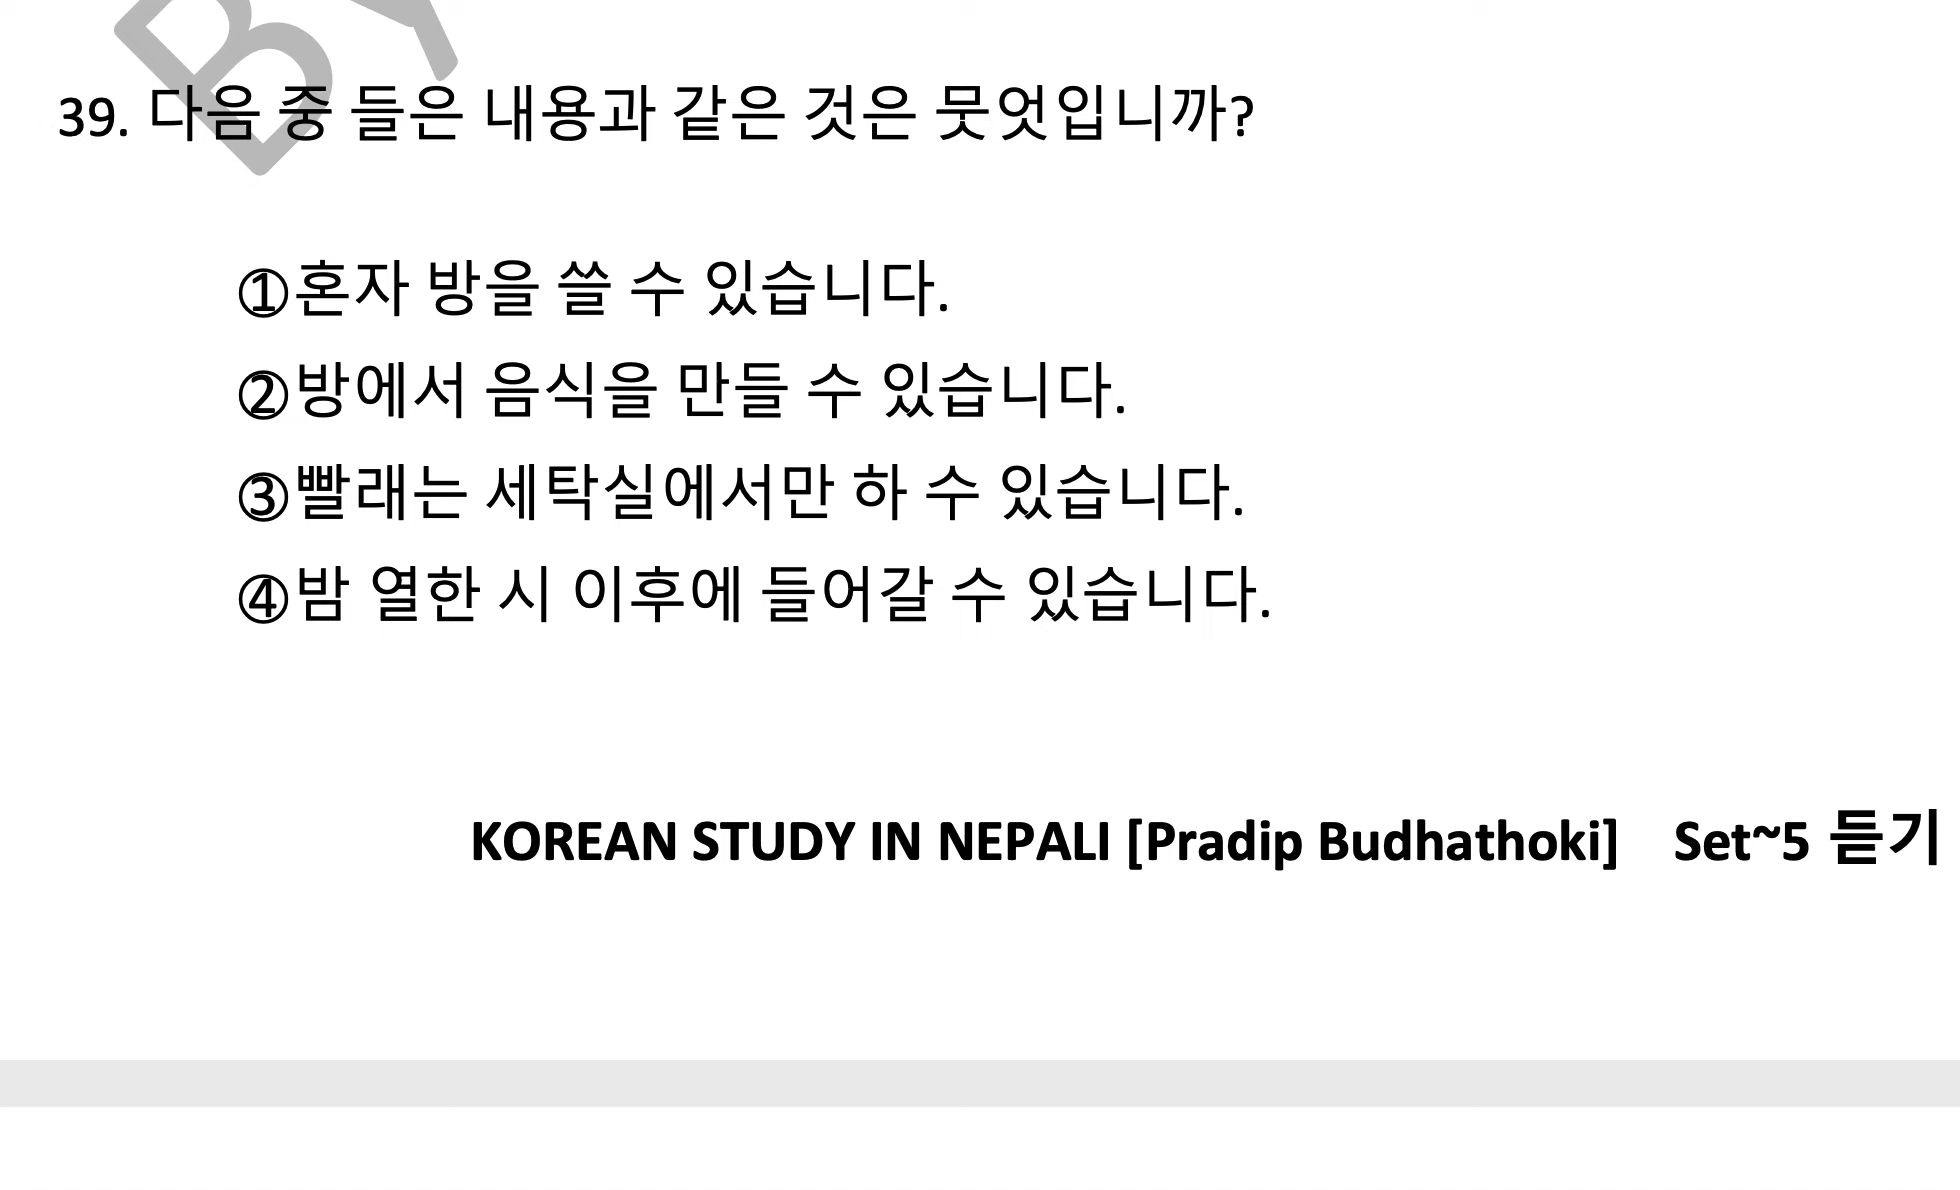 BY
39. 다음 중 들은 내용과 같은 것은 뭇엇입니까?
①혼자 방을 쓸 수 있습니다.
②방에서 음식을 만들 수 있습니다.
③빨래는 세탁실에서만 하 수 있습니다.
④밤 열한 시 이후에 들어갈 수 있습니다.
KOREAN STUDY IN NEPALI [Pradip Budhathoki] Set~5 듣기